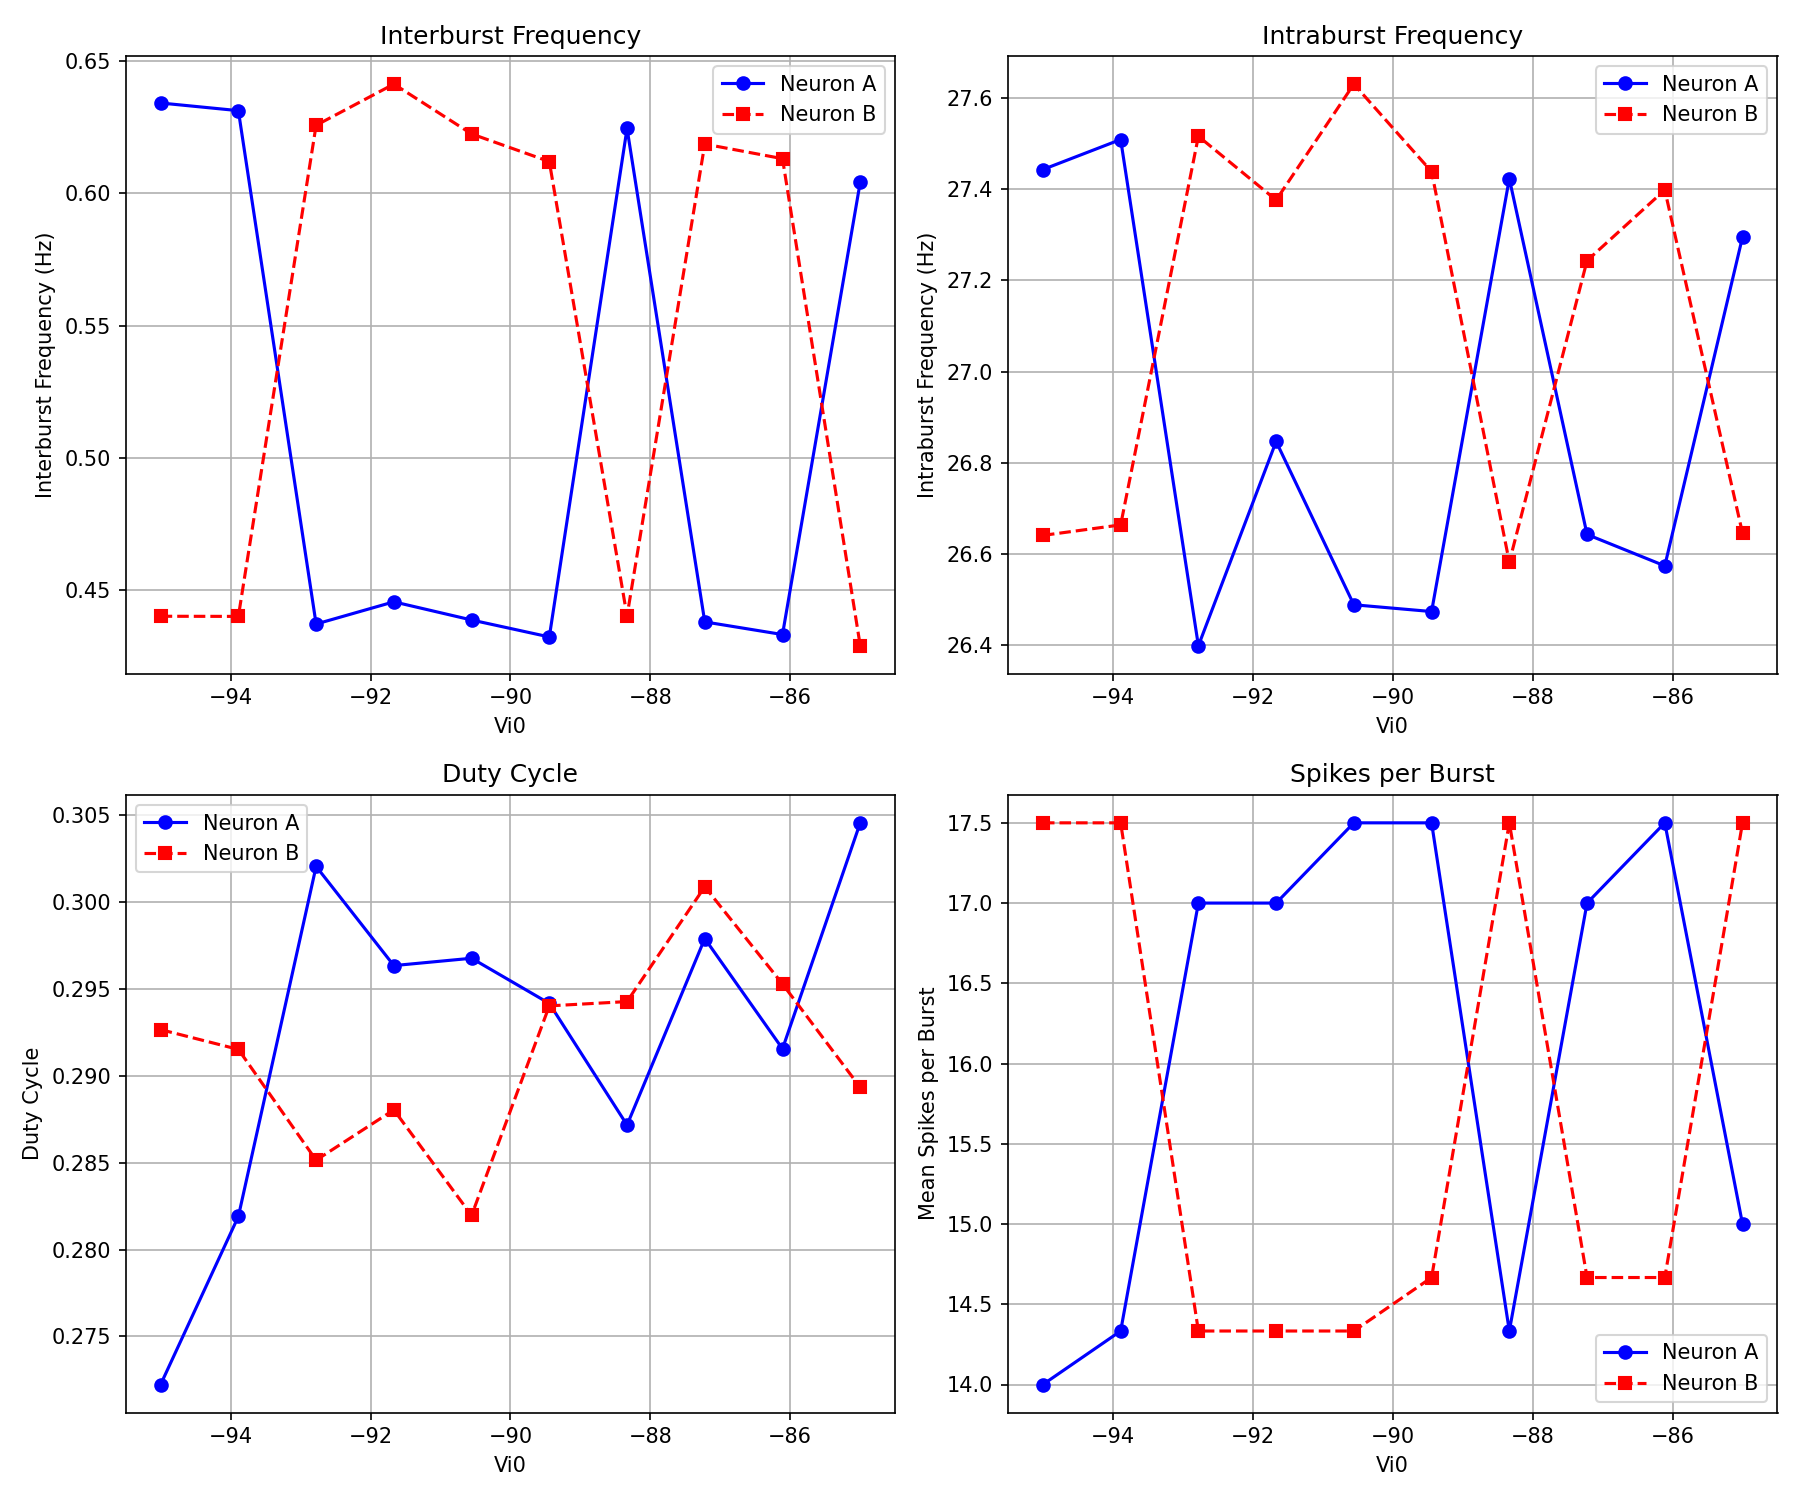 Interburst Frequency
Interburst Frequency (Hz)
0.65
0.60
0.55
0.50
0.45
−94
−92
−90
−88
−86
Vi0
Neuron A
Neuron B
Intraburst Frequency
Intraburst Frequency (Hz)
27.6
27.4
27.2
27.0
26.8
26.6
26.4
−94
−92
−90
−88
−86
Vi0
Neuron A
Neuron B
Duty Cycle
Duty Cycle
0.305
0.300
0.295
0.290
0.285
0.280
0.275
−94
−92
−90
−88
−86
Vi0
Neuron A
Neuron B
Spikes per Burst
Mean Spikes per Burst
17.5
17.0
16.5
16.0
15.5
15.0
14.5
14.0
−94
−92
−90
−88
−86
Vi0
Neuron A
Neuron B